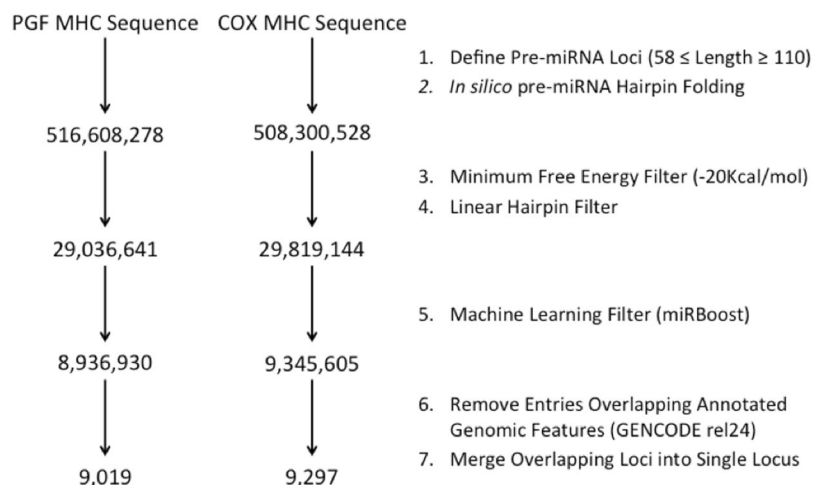 PGF MHC Sequence COX MHC Sequence
1. Define Pre-miRNA Loci (58 ≤ Length ≥ 110)
2. In silico pre-miRNA Hairpin Folding
516,608,278 508,300,528
3. Minimum Free Energy Filter (-20Kcal/mol)
4. Linear Hairpin Filter
29,036,641 29,819,144
5. Machine Learning Filter (miRBoost)
8,936,930 9,345,605
6. Remove Entries Overlapping Annotated
Genomic Features (GENCODE rel24)
7. Merge Overlapping Loci into Single Locus
9,019 9,297